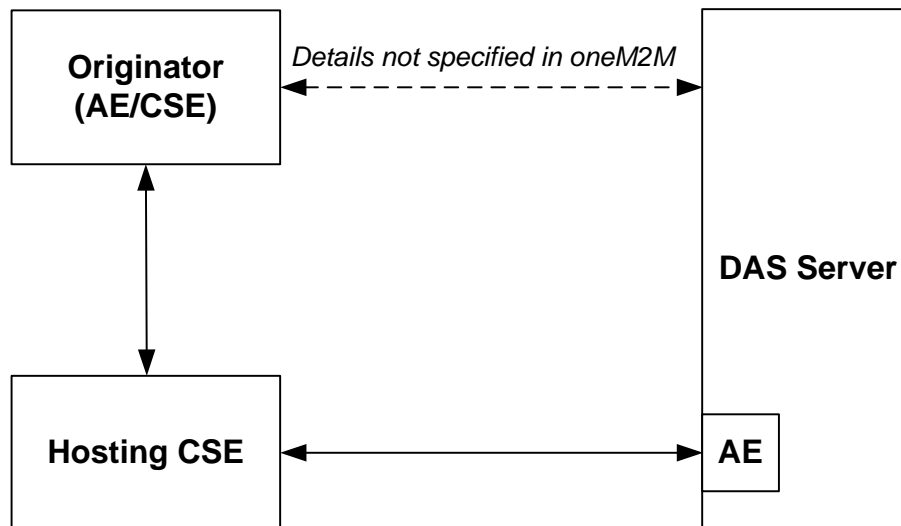 Originator
(AE/CSE)
Details not specified in oneM2M
DAS Server
Hosting CSE
AE